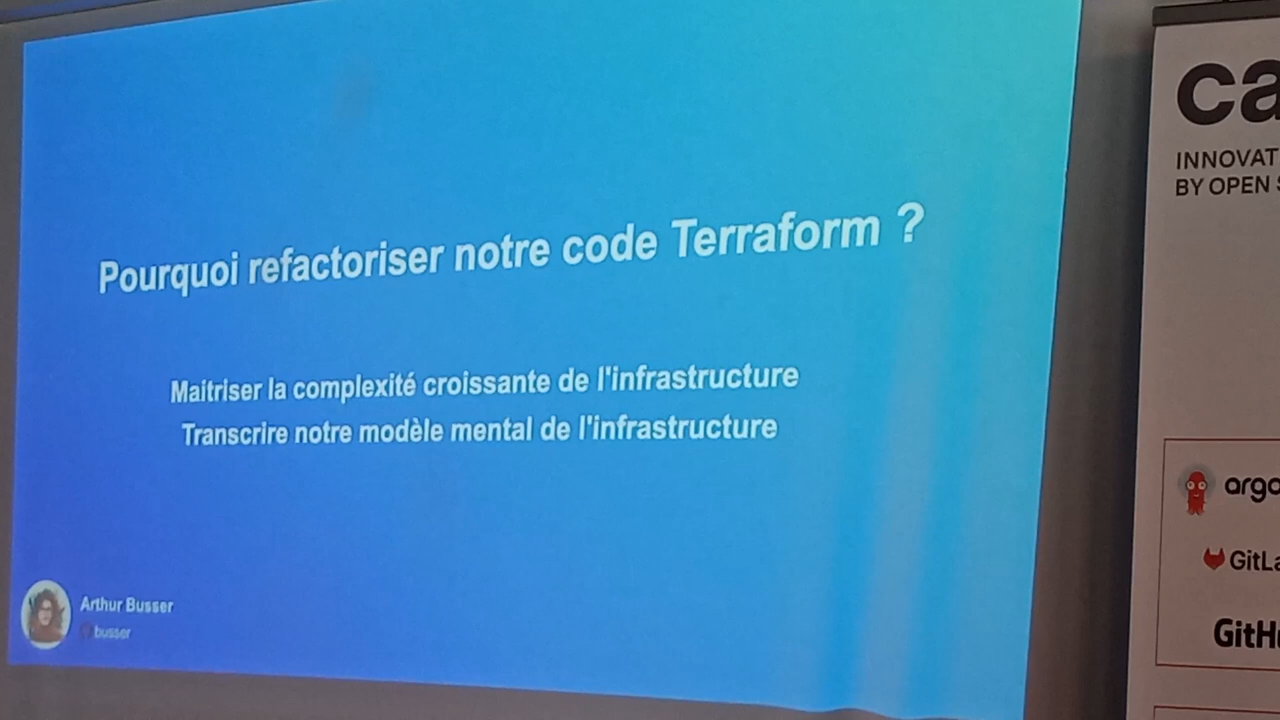 Pourquoi refactoriser notre code Terraform ?
Maitriser la complexité croissante de l'infrastructure
Transcrire notre modèle mental de l'infrastructure
Arthur Busser
busser
ca
INNOVAT
BY OPEN
argo
GitLa
GitH